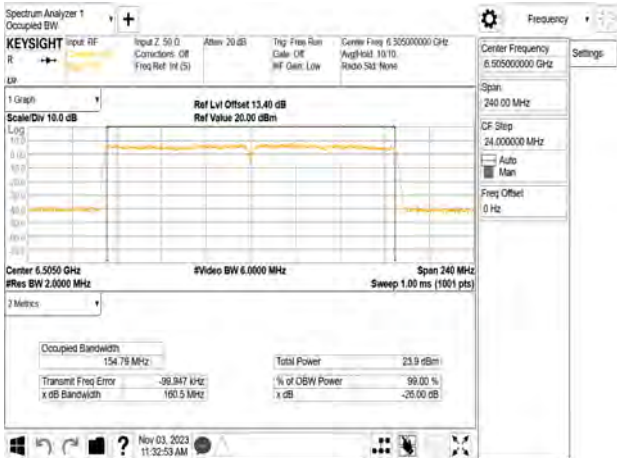 Spectrum Analyzer 1
Occupied BW
Frequency
KEYSIGHT
Input: RF
Input Z: 50 Ω
Atten: 20 dB
Trig: Free Run
Center Freq: 6.505000000 GHz
R
Corrections: Off
Gate: Off
Avg|Hold: 10/10
Freq Ref: Int (S)
#IF Gain: Low
Radio Std: None
Center Frequency
6.505000000 GHz
Settings
Span
240.00 MHz
CF Step
24.000000 MHz
Auto
Man
Freq Offset
0 Hz
1 Graph
Ref Lvl Offset 13.40 dB
Scale/Div 10.0 dB
Ref Value 20.00 dBm
Log
10.0
0.00
Center 6.5050 GHz
#Video BW 6.0000 MHz
Span 240 MHz
#Res BW 2.0000 MHz
Sweep 1.00 ms (1001 pts)
2 Metrics
Occupied Bandwidth
154.79 MHz
Total Power
23.9 dBm
Transmit Freq Error
-99.947 kHz
% of OBW Power
99.00 %
x dB Bandwidth
160.5 MHz
x dB
-26.00 dB
?
Nov 03, 2023
11:32:53 AM